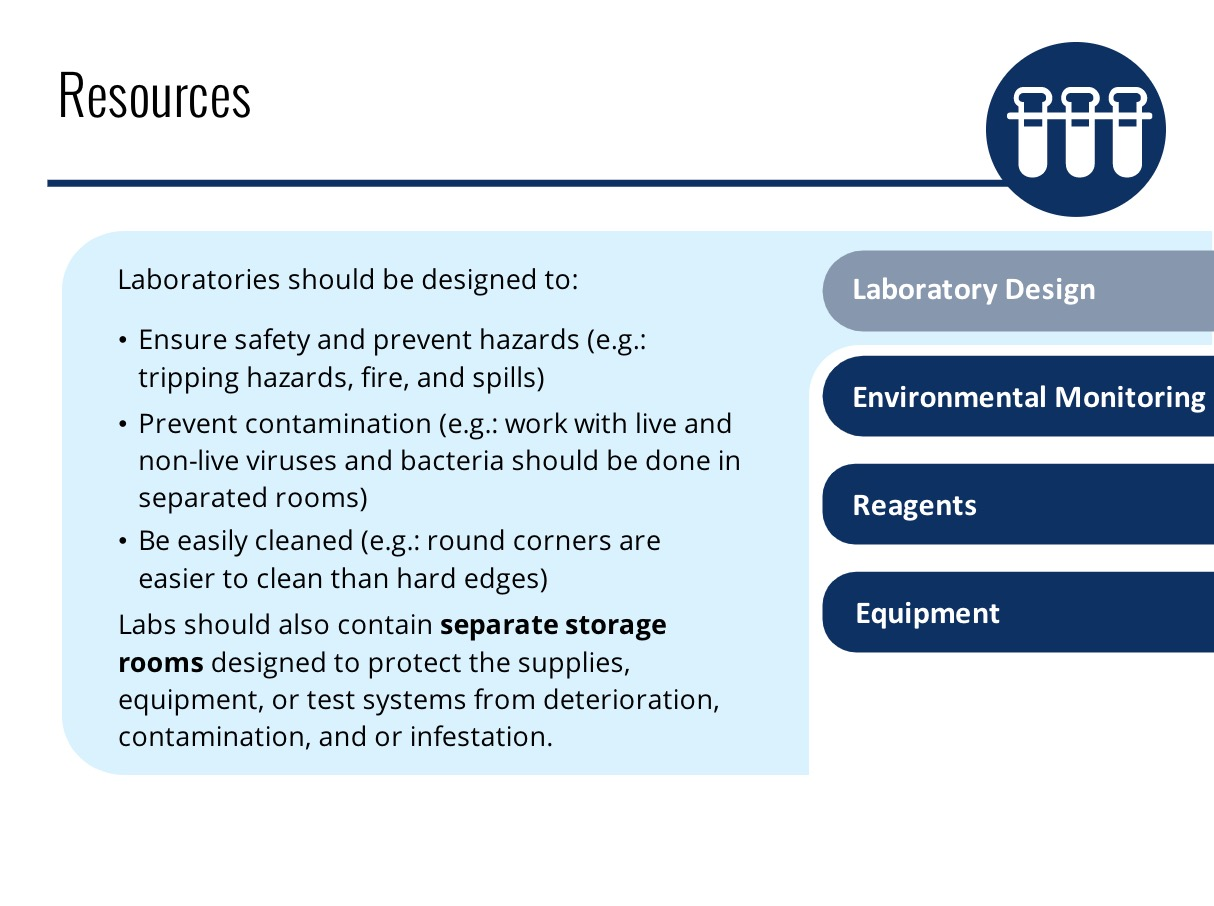 Resources
Laboratories should be designed to:
• Ensure safety and prevent hazards (e.g.:
tripping hazards, fire, and spills)
• Prevent contamination (e.g.: work with live and
non-live viruses and bacteria should be done in
separated rooms)
• Be easily cleaned (e.g.: round corners are
easier to clean than hard edges)
Labs should also contain separate storage
rooms designed to protect the supplies,
equipment, or test systems from deterioration,
contamination, and or infestation.
Laboratory Design
Environmental Monitoring
Reagents
Equipment